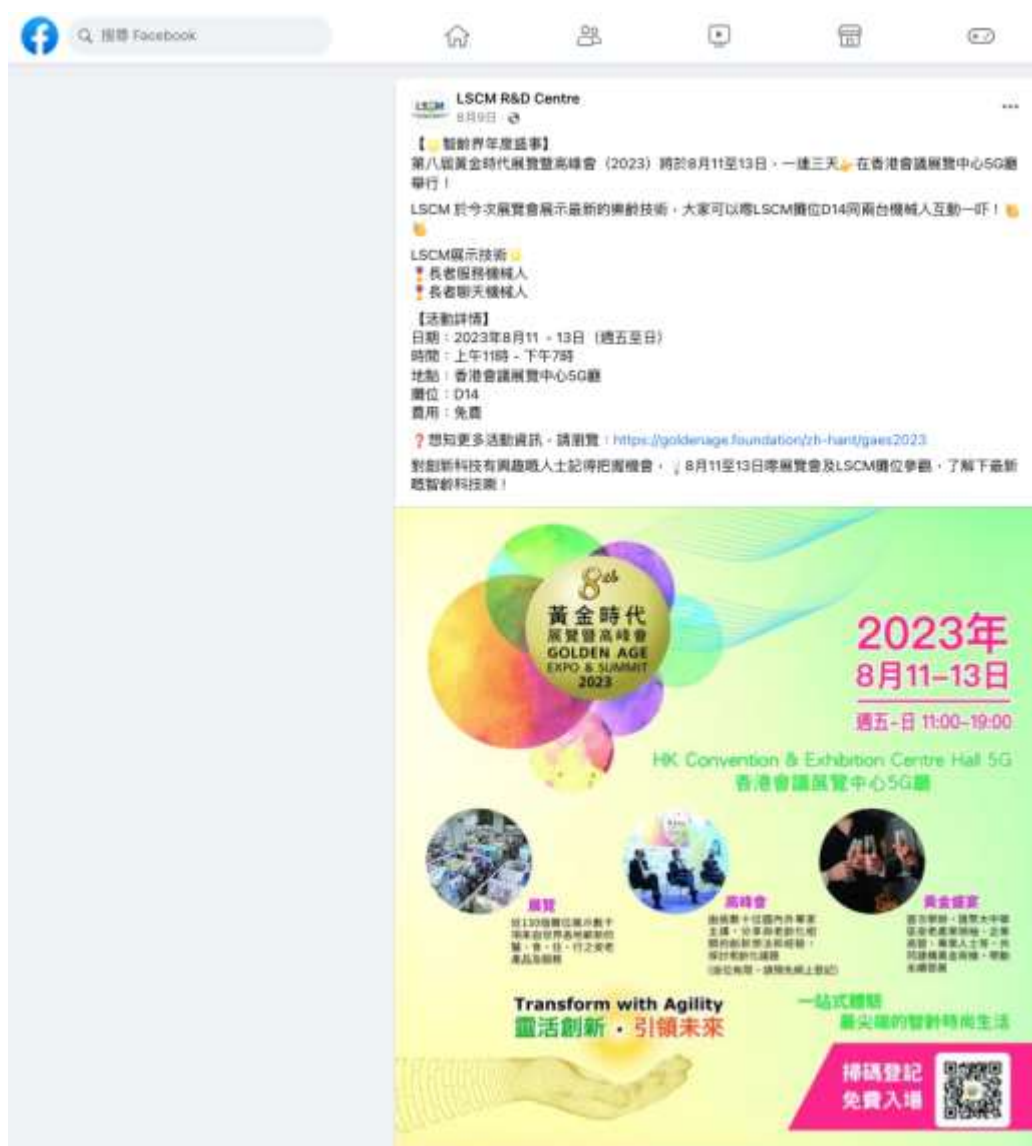 搜尋 Facebook
LSCM R&D Centre
8月9日
【智齡界年度盛事】
第八屆黃金時代展覽暨高峰會（2023）將於8月11至13日，一連三天在香港會議展覽中心5G廳
舉行！
LSCM 於今次展覽會展示最新的樂齡技術，大家可以嚟LSCM攤位D14同兩台機械人互動一吓！
LSCM展示技術
長者服務機械人
長者聊天機械人
【活動詳情】
日期：2023年8月11 - 13日（週五至日）
時間：上午11時 - 下午7時
地點：香港會議展覽中心5G廳
攤位：D14
費用：免費
❓想知更多活動資訊，請瀏覽：https://goldenage.foundation/zh-hant/gaes2023
對創新科技有興趣嘅人士記得把握機會，8月11至13日嚟展覽會及LSCM攤位參觀，了解下最新
嘅智齡科技喇！
8th
黃金時代
展覽暨高峰會
GOLDEN AGE
EXPO & SUMMIT
2023
2023年
8月11–13日
週五-日 11:00-19:00
HK Convention & Exhibition Centre Hall 5G
香港會議展覽中心5G廳
展覽
高峰會
黃金盛宴
Transform with Agility
靈活創新・引領未來
一站式體驗
最尖端的智齡時尚生活
掃碼登記
免費入場